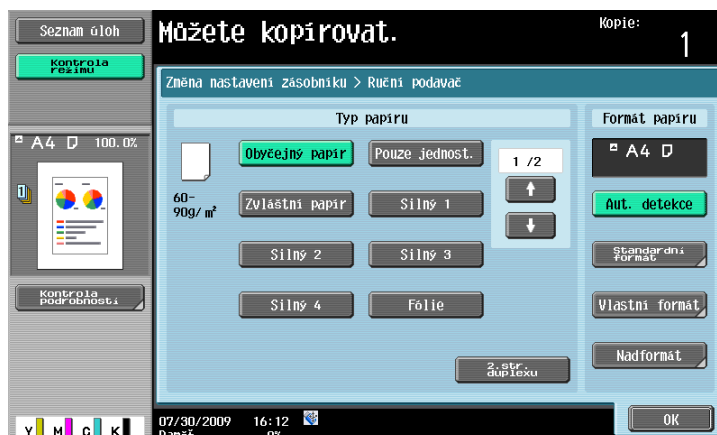 Seznam úloh
Můžete kopírovat.
Kopie:
1
Kontrola
režimu
Změna nastavení zásobníku > Ruční podavač
Typ papíru
Formát papíru
A4 100.0%
Obyčejný papír
Pouze jednost.
1 /2
A4
60-
90g/m²
Zvláštní papír
Silný 1
Aut. detekce
Silný 2
Silný 3
Standardní
formát
Kontrola
podrobností
Silný 4
Fólie
Vlastní formát
2.str.
duplexu
Nadformát
07/30/2009 16:12
OK
Y M C K
Paměť 0%